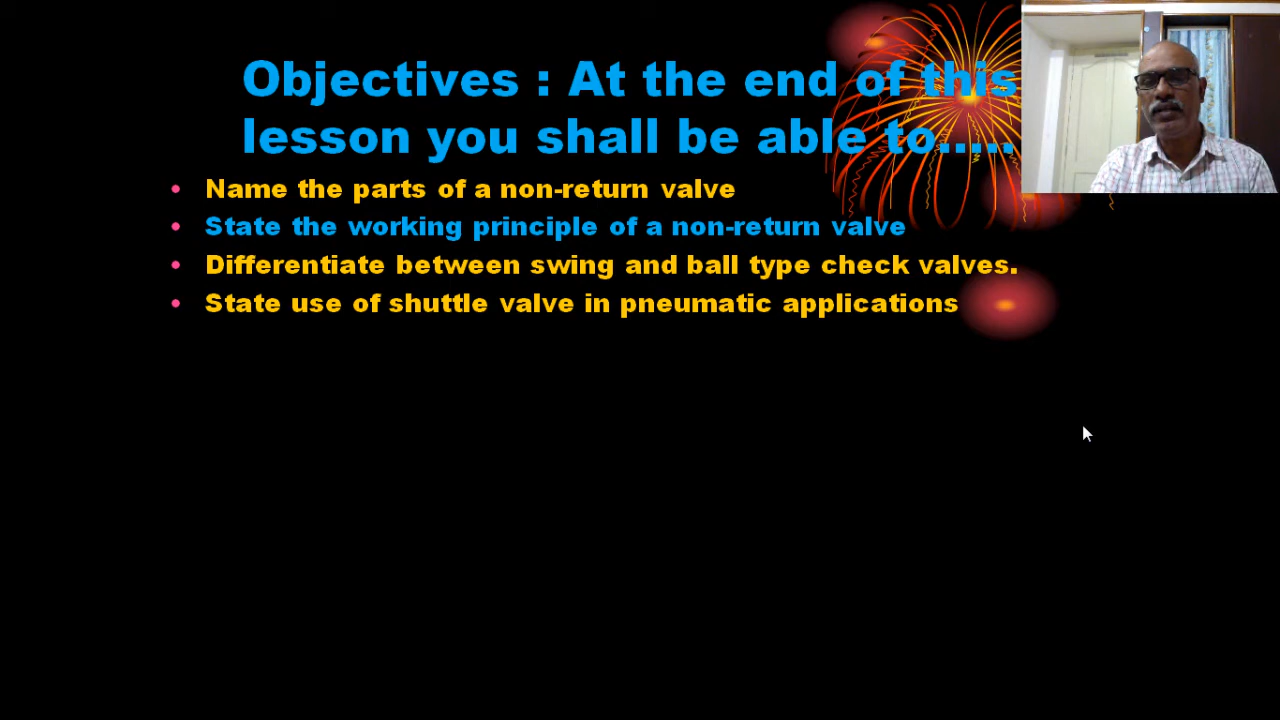 Objectives : At the end of this
lesson you shall be able to.....
• Name the parts of a non-return valve
• State the working principle of a non-return valve
• Differentiate between swing and ball type check valves.
• State use of shuttle valve in pneumatic applications